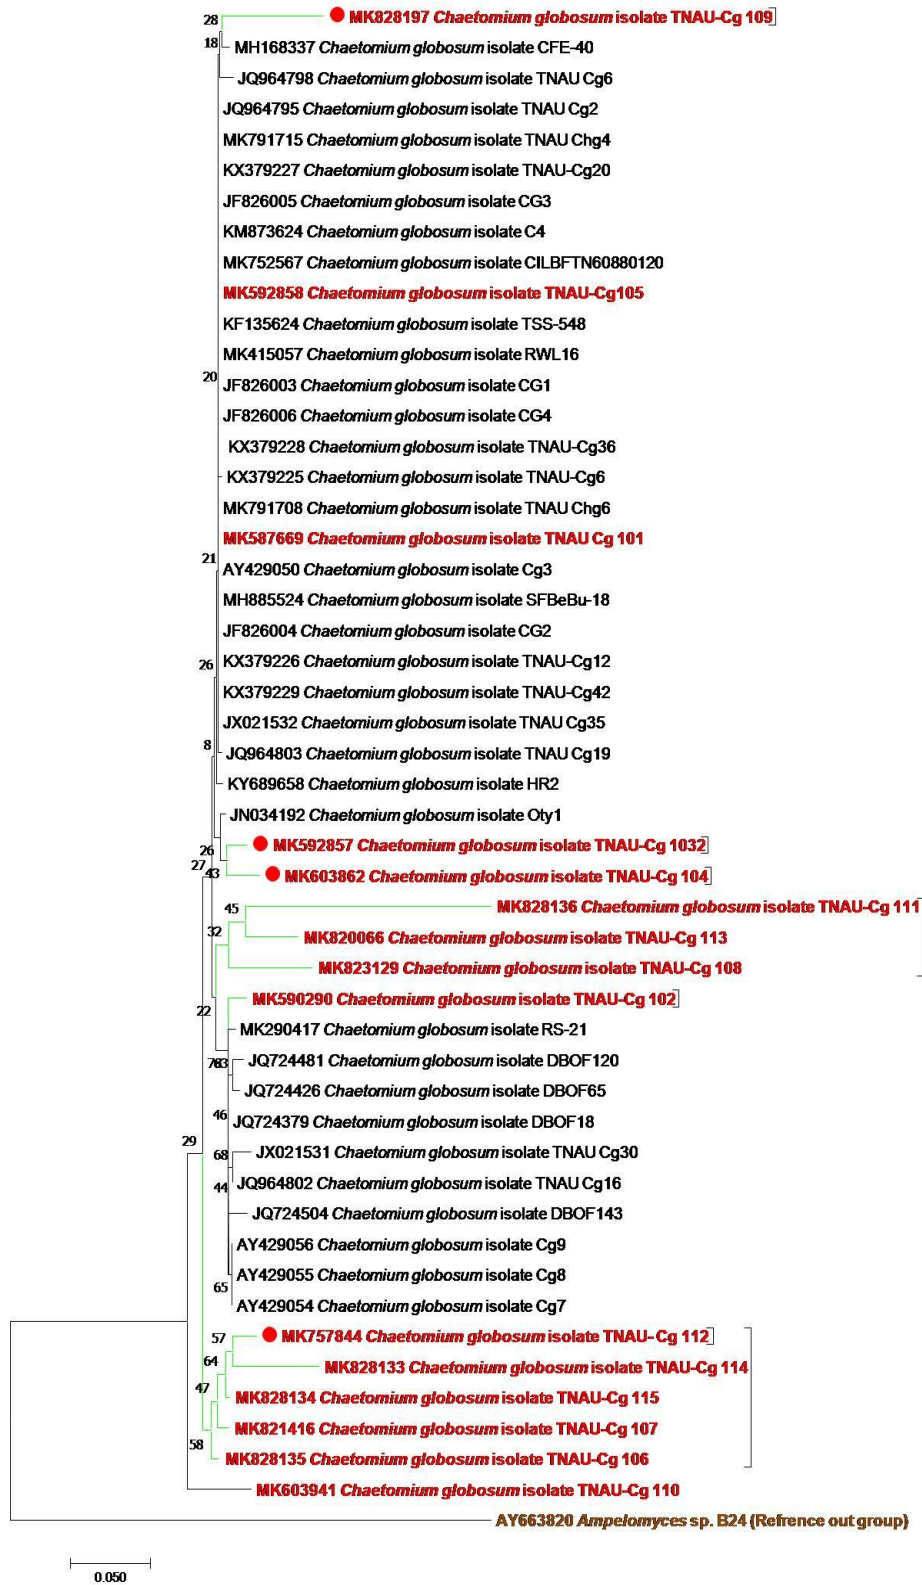 28
MK828197 Chaetomium globosum isolate TNAU-Cg 109
18
MH168337 Chaetomium globosum isolate CFE-40
JQ964798 Chaetomium globosum isolate TNAU Cg6
JQ964795 Chaetomium globosum isolate TNAU Cg2
MK791715 Chaetomium globosum isolate TNAU Chg4
KX379227 Chaetomium globosum isolate TNAU-Cg20
JF826005 Chaetomium globosum isolate CG3
KM873624 Chaetomium globosum isolate C4
MK752567 Chaetomium globosum isolate CILBFTN60880120
MK592858 Chaetomium globosum isolate TNAU-Cg105
KF135624 Chaetomium globosum isolate TSS-548
MK415057 Chaetomium globosum isolate RWL16
20
JF826003 Chaetomium globosum isolate CG1
JF826006 Chaetomium globosum isolate CG4
KX379228 Chaetomium globosum isolate TNAU-Cg36
KX379225 Chaetomium globosum isolate TNAU-Cg6
MK791708 Chaetomium globosum isolate TNAU Chg6
MK587669 Chaetomium globosum isolate TNAU Cg 101
21
AY429050 Chaetomium globosum isolate Cg3
MH885524 Chaetomium globosum isolate SFBeBu-18
JF826004 Chaetomium globosum isolate CG2
26
KX379226 Chaetomium globosum isolate TNAU-Cg12
KX379229 Chaetomium globosum isolate TNAU-Cg42
JX021532 Chaetomium globosum isolate TNAU Cg35
8
JQ964803 Chaetomium globosum isolate TNAU Cg19
KY689658 Chaetomium globosum isolate HR2
JN034192 Chaetomium globosum isolate Oty1
26
MK592857 Chaetomium globosum isolate TNAU-Cg 1032
27
43
MK603862 Chaetomium globosum isolate TNAU-Cg 104
45
MK828136 Chaetomium globosum isolate TNAU-Cg 111
32
MK820066 Chaetomium globosum isolate TNAU-Cg 113
MK823129 Chaetomium globosum isolate TNAU-Cg 108
MK590290 Chaetomium globosum isolate TNAU-Cg 102
22
MK290417 Chaetomium globosum isolate RS-21
JQ724481 Chaetomium globosum isolate DBOF120
JQ724426 Chaetomium globosum isolate DBOF65
46
JQ724379 Chaetomium globosum isolate DBOF18
29
68
JX021531 Chaetomium globosum isolate TNAU Cg30
44
JQ964802 Chaetomium globosum isolate TNAU Cg16
JQ724504 Chaetomium globosum isolate DBOF143
AY429056 Chaetomium globosum isolate Cg9
AY429055 Chaetomium globosum isolate Cg8
65
AY429054 Chaetomium globosum isolate Cg7
57
MK757844 Chaetomium globosum isolate TNAU- Cg 112
64
MK828133 Chaetomium globosum isolate TNAU-Cg 114
47
MK828134 Chaetomium globosum isolate TNAU-Cg 115
MK821416 Chaetomium globosum isolate TNAU-Cg 107
58
MK828135 Chaetomium globosum isolate TNAU-Cg 106
MK603941 Chaetomium globosum isolate TNAU-Cg 110
AY663820 Ampelomyces sp. B24 (Refrence out group)
0.050